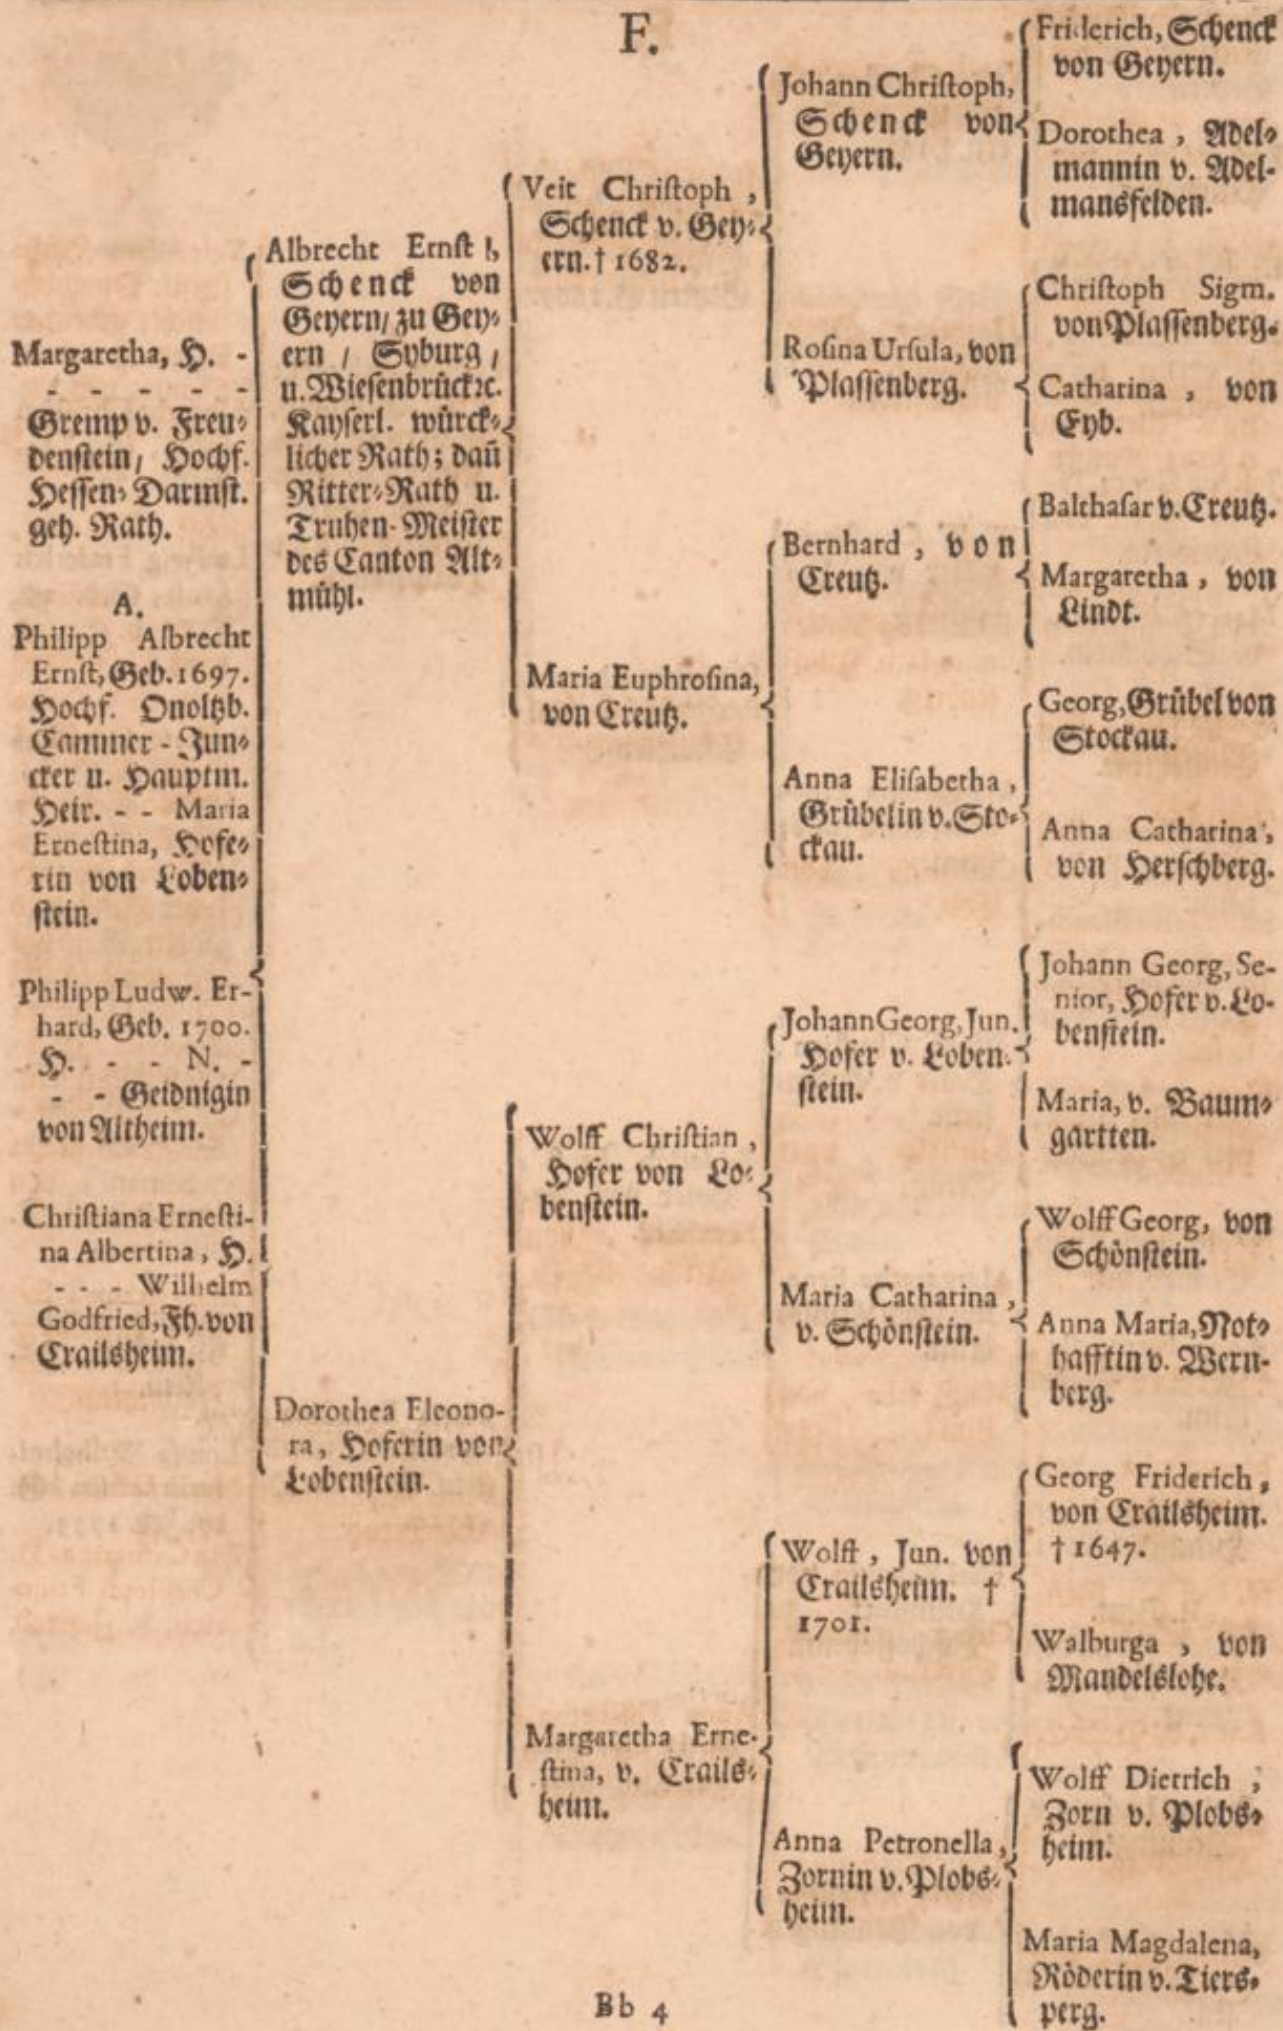 F.
Margaretha, H. -
- - - - -
Gremp v. Freu-
denstein, Hochf.
Hessen-Darmst.
geh. Rath.
A.
Philipp Albrecht
Ernst, Geb. 1697.
Hochf. Onoltzb.
Cammer-Jun-
cker u. Hauptm.
Heir. - - Maria
Ernestina, Hofe-
rin von Loben-
stein.
Philipp Ludw. Er-
hard, Geb. 1700.
H. - - N. -
- - Geidnigin
von Altheim.
Christiana Ernesti-
na Albertina, H.
- - - Wilhelm
Godfried, Fh. von
Crailsheim.
Albrecht Ernst I,
Schenck von
Geyern, zu Gey-
ern, Syburg,
u. Wiesenbrück ꝛc.
Kayserl. würck-
licher Rath; dañ
Ritter-Rath u.
Truhen-Meister
des Canton Alt-
mühl.
Dorothea Eleono-
ra, Hoferin von
Lobenstein.
Veit Christoph,
Schenck v. Gey-
ern. † 1682.
Maria Euphrosina,
von Creutz.
Wolff Christian,
Hofer von Lo-
benstein.
Margaretha Erne-
stina, v. Crails-
heim.
Johann Christoph,
Schenck von
Geyern.
Rosina Ursula, von
Plassenberg.
Bernhard, von
Creutz.
Anna Elisabetha,
Grübelin v. Sto-
ckau.
Johann Georg, Jun.
Hofer v. Loben-
stein.
Maria Catharina,
v. Schönstein.
Wolff, Jun. von
Crailsheim. †
1701.
Anna Petronella,
Zornin v. Plobs-
heim.
Friderich, Schenck
von Geyern.
Dorothea, Adel-
mannin v. Adel-
mansfelden.
Christoph Sigm.
von Plassenberg.
Catharina, von
Eyb.
Balthasar v. Creutz.
Margaretha, von
Lindt.
Georg, Grübel von
Stockau.
Anna Catharina,
von Herschberg.
Johann Georg, Se-
nior, Hofer v. Lo-
benstein.
Maria, v. Baum-
gartten.
Wolff Georg, von
Schönstein.
Anna Maria, Not-
hafftin v. Wern-
berg.
Georg Friderich,
von Crailsheim.
† 1647.
Walburga, von
Mandelslohe.
Wolff Dietrich,
Zorn v. Plobs-
heim.
Maria Magdalena,
Röderin v. Tiers-
perg.
Bb 4